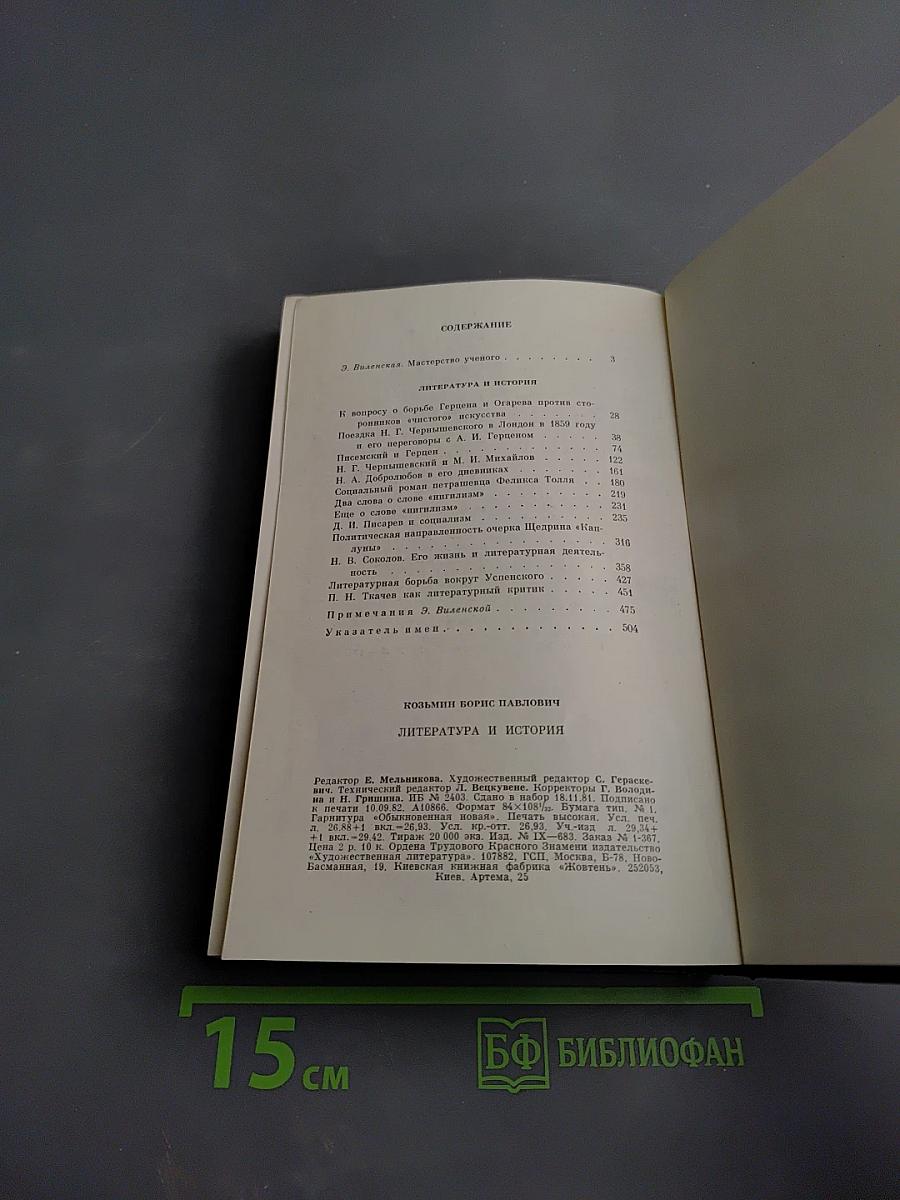 СОДЕРЖАНИЕ
Э. Виленская. Мастерство ученого . . . . . . . . 3
ЛИТЕРАТУРА И ИСТОРИЯ
К вопросу о борьбе Герцена и Огарева против сто-
ронников «чистого» искусства . . . . . . . 28
Поездка Н. Г. Чернышевского в Лондон в 1859 году
и его переговоры с А. И. Герценом . . . . . 38
Писемский и Герцен . . . . . . . . . . . . 74
Н. Г. Чернышевский и М. И. Михайлов . . . . . 122
Н. А. Добролюбов в его дневниках . . . . . . . 161
Социальный роман петрашевца Феликса Толля . . 180
Два слова о слове «нигилизм» . . . . . . . . . 219
Еще о слове «нигилизм» . . . . . . . . . . . 231
Д. И. Писарев и социализм . . . . . . . . . . 235
Политическая направленность очерка Щедрина «Кап-
луны» . . . . . . . . . . . . . . . . . 316
Н. В. Соколов. Его жизнь и литературная деятель-
ность . . . . . . . . . . . . . . . . . 358
Литературная борьба вокруг Успенского . . . . . 427
П. Н. Ткачев как литературный критик . . . . . 451
Примечания Э. Виленской . . . . . . . . . 475
Указатель имен . . . . . . . . . . . . . 504
КОЗЬМИН БОРИС ПАВЛОВИЧ
ЛИТЕРАТУРА И ИСТОРИЯ
Редактор Е. Мельникова. Художественный редактор С. Гераске-
вич. Технический редактор Л. Вецкувене. Корректоры Г. Володи-
на и Н. Гришина. ИБ № 2403. Сдано в набор 18.11.81. Подписано
к печати 10.09.82. А10866. Формат 84×108¹/₃₂. Бумага тип. № 1.
Гарнитура «Обыкновенная новая». Печать высокая. Усл. печ.
л. 26,88+1 вкл.=26,93. Усл. кр.-отт. 26,93. Уч.-изд л. 29,34+
+1 вкл.=29,42. Тираж 20 000 экз. Изд. № IX—683. Заказ № 1-367.
Цена 2 р. 10 к. Ордена Трудового Красного Знамени издательство
«Художественная литература». 107882, ГСП, Москва, Б-78, Ново-
Басманная, 19. Киевская книжная фабрика «Жовтень». 252053,
Киев. Артема, 25
15 см
БФ БИБЛИОФАН